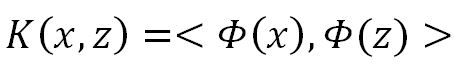 K(x, z) =< Φ(x), Φ(z) >